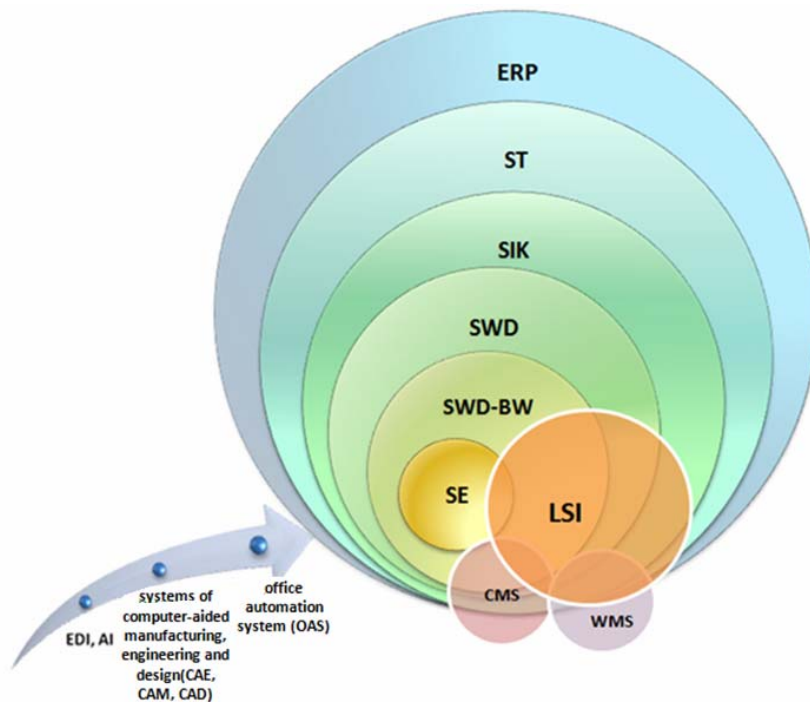 ERP
ST
SIK
SWD
SWD-BW
SE
LSI
CMS
WMS
EDI, AI
systems of
computer-aided
manufacturing,
engineering and
design(CAE,
CAM, CAD)
office
automation
system (OAS)